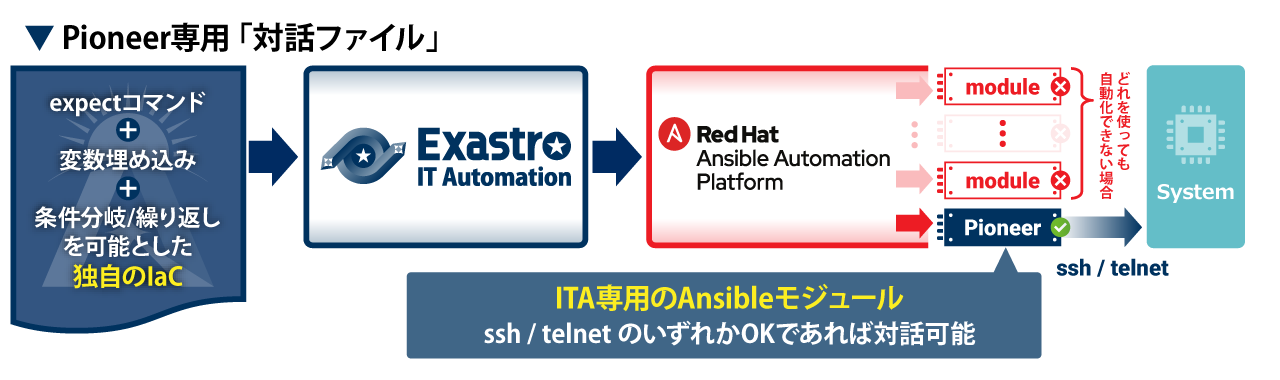 ▼ Pioneer専用「対話ファイル」
expectコマンド
+
変数埋め込み
+
条件分岐/繰り返し
を可能とした
独自のIaC
Exastro
IT Automation
Red Hat
Ansible Automation
Platform
module
module
Pioneer
どれを使っても
自動化できない場合
ssh / telnet
System
ITA専用のAnsibleモジュール
ssh / telnet のいずれかOKであれば対話可能